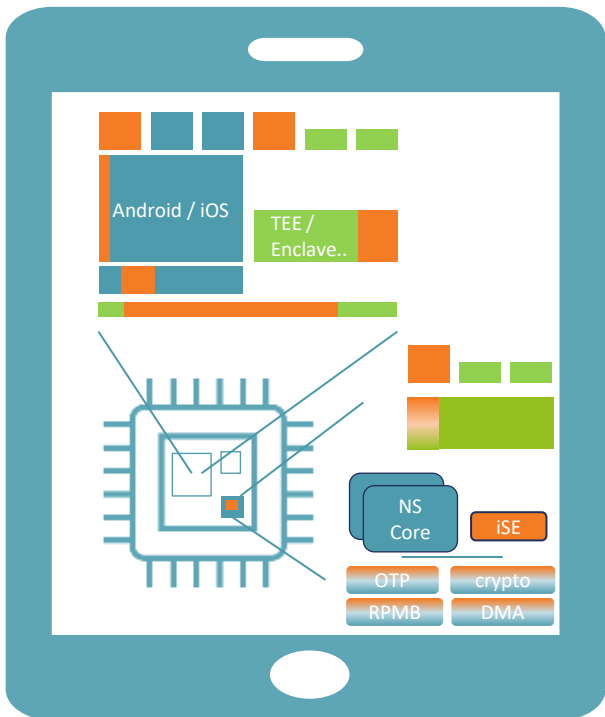 Android / iOS
TEE /
Enclave..
NS
Core
iSE
OTP
crypto
RPMB
DMA